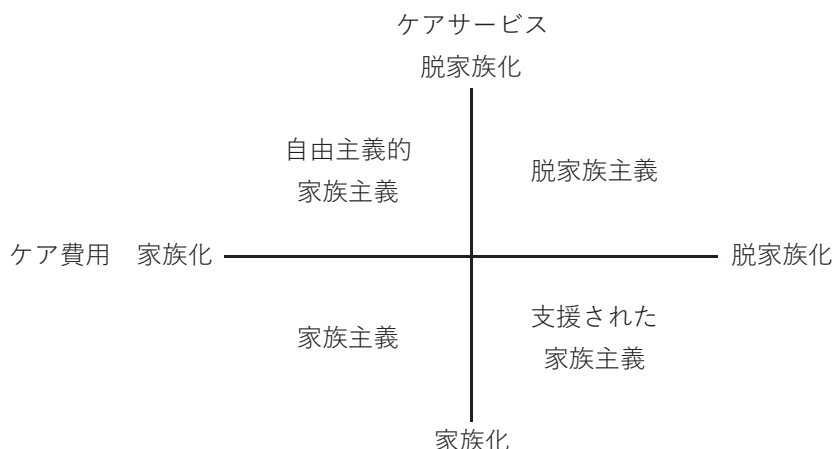 ケアサービス
脱家族化
自由主義的
家族主義
脱家族主義
ケア費用　家族化
脱家族化
家族主義
支援された
家族主義
家族化